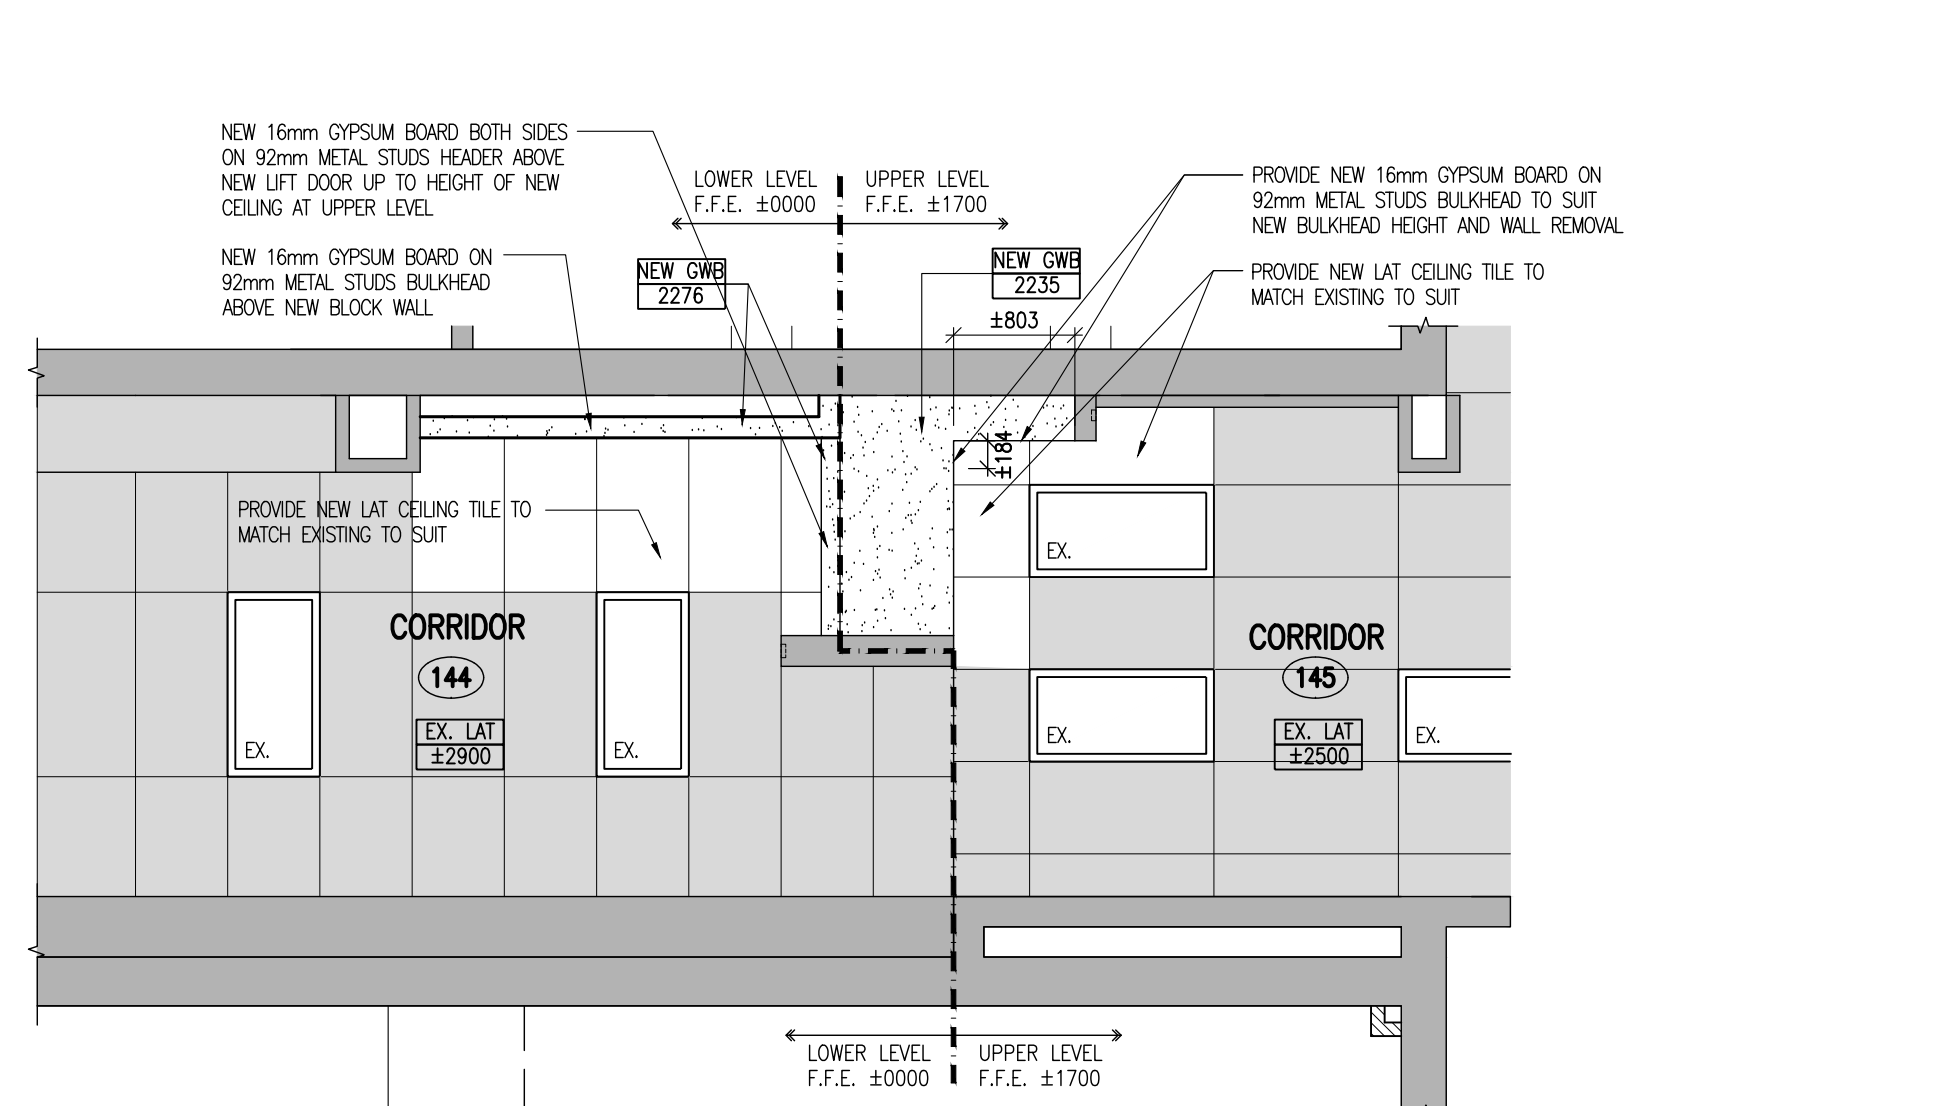 NEW 16mm GYPSUM BOARD BOTH SIDES
ON 92mm METAL STUDS HEADER ABOVE
NEW LIFT DOOR UP TO HEIGHT OF NEW
CEILING AT UPPER LEVEL
NEW 16mm GYPSUM BOARD ON
92mm METAL STUDS BULKHEAD
ABOVE NEW BLOCK WALL
LOWER LEVEL
F.F.E. ±0000
UPPER LEVEL
F.F.E. ±1700
NEW GWB
2276
NEW GWB
2235
±803
±184
PROVIDE NEW 16mm GYPSUM BOARD ON
92mm METAL STUDS BULKHEAD TO SUIT
NEW BULKHEAD HEIGHT AND WALL REMOVAL
PROVIDE NEW LAT CEILING TILE TO
MATCH EXISTING TO SUIT
PROVIDE NEW LAT CEILING TILE TO
MATCH EXISTING TO SUIT
EX.
CORRIDOR
144
EX. LAT
±2900
EX.
EX.
CORRIDOR
145
EX. LAT
±2500
EX.
EX.
LOWER LEVEL
F.F.E. ±0000
UPPER LEVEL
F.F.E. ±1700